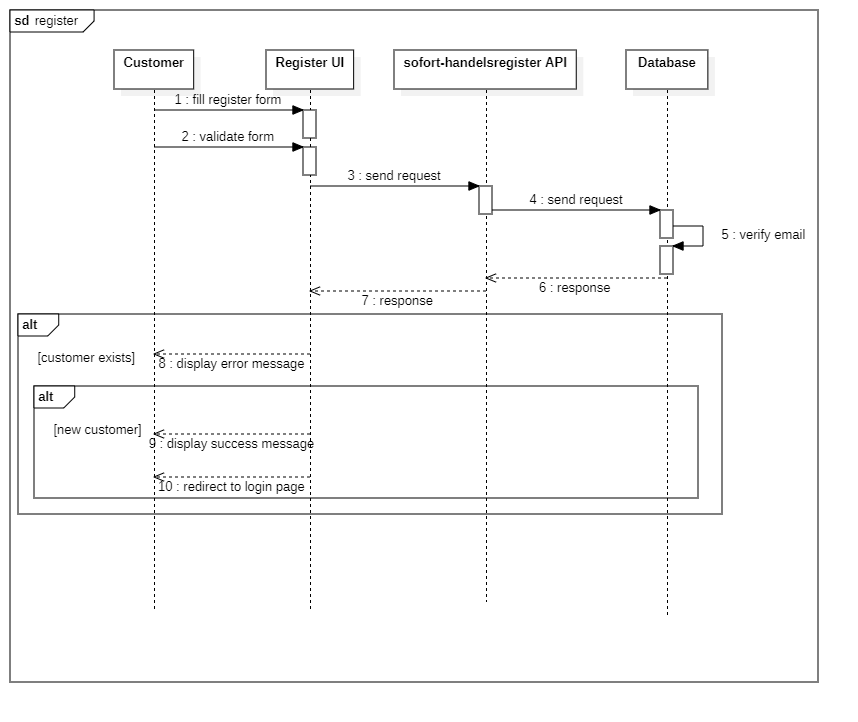 sd register
Customer
Register UI
sofort-handelsregister API
Database
1 : fill register form
2 : validate form
3 : send request
4 : send request
5 : verify email
6 : response
7 : response
alt
[customer exists]
8 : display error message
alt
[new customer]
9 : display success message
10 : redirect to login page